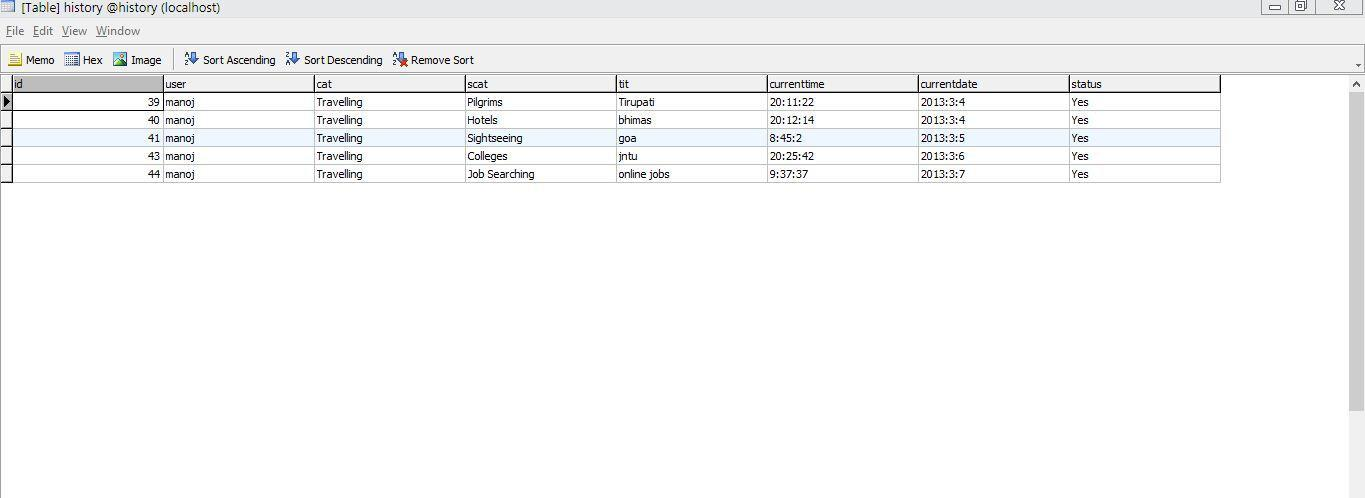 [Table] history @history (localhost)
File Edit View Window
Memo Hex Image Sort Ascending Sort Descending Remove Sort
id user cat scat tit currenttime currentdate status
39 manoj Travelling Pilgrims Tirupati 20:11:22 2013:3:4 Yes
40 manoj Travelling Hotels bhimas 20:12:14 2013:3:4 Yes
41 manoj Travelling Sightseeing goa 8:45:2 2013:3:5 Yes
43 manoj Travelling Colleges jntu 20:25:42 2013:3:6 Yes
44 manoj Travelling Job Searching online jobs 9:37:37 2013:3:7 Yes